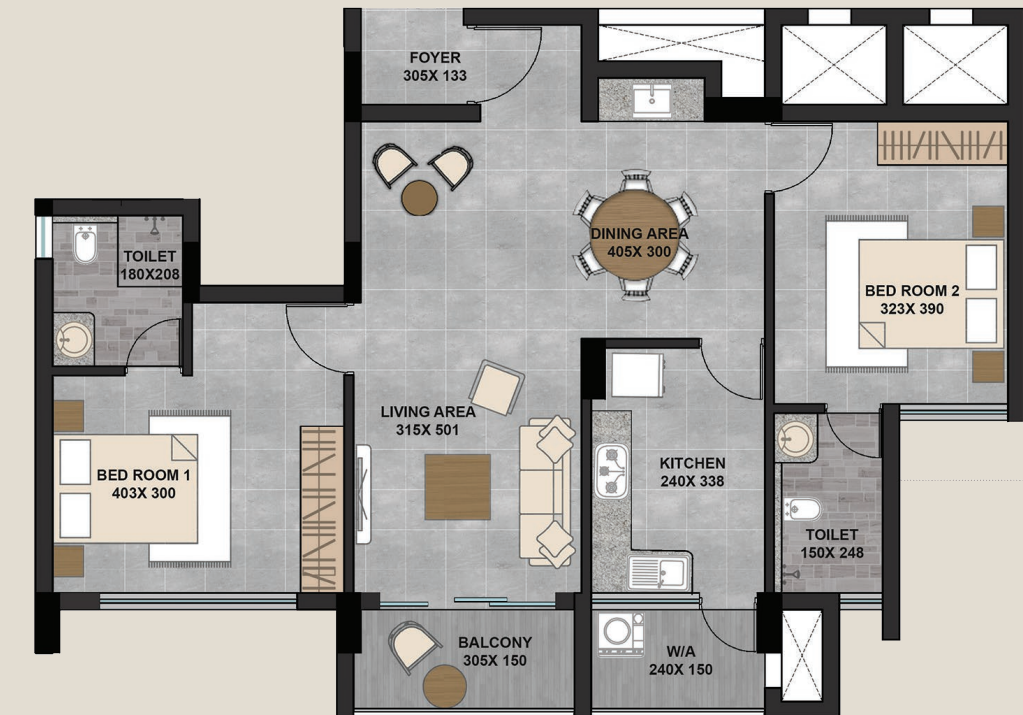 FOYER
305X 133
TOILET
180X208
DINING AREA
405X 300
BED ROOM 2
323X 390
LIVING AREA
315X 501
BED ROOM 1
403X 300
KITCHEN
240X 338
TOILET
150X 248
BALCONY
305X 150
W/A
240X 150